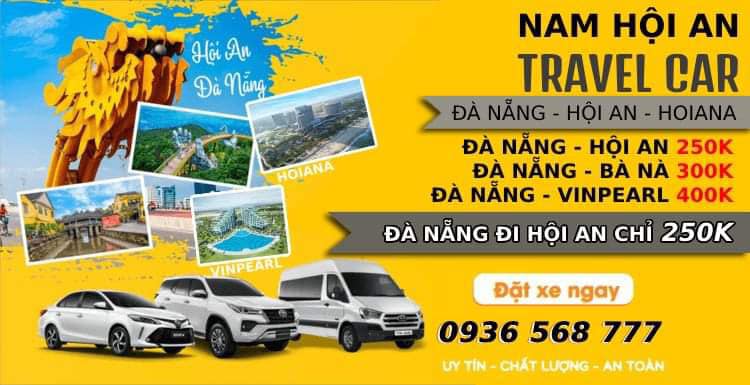 Hội An
Đà Nẵng
HOIANA
VINPEARL
NAM HỘI AN
TRAVEL CAR
ĐÀ NẴNG - HỘI AN - HOIANA
ĐÀ NẴNG - HỘI AN 250K
ĐÀ NẴNG - BÀ NÀ 300K
ĐÀ NẴNG - VINPEARL 400K
ĐÀ NẴNG ĐI HỘI AN CHỈ 250K
Đặt xe ngay
0936 568 777
UY TÍN - CHẤT LƯỢNG - AN TOÀN